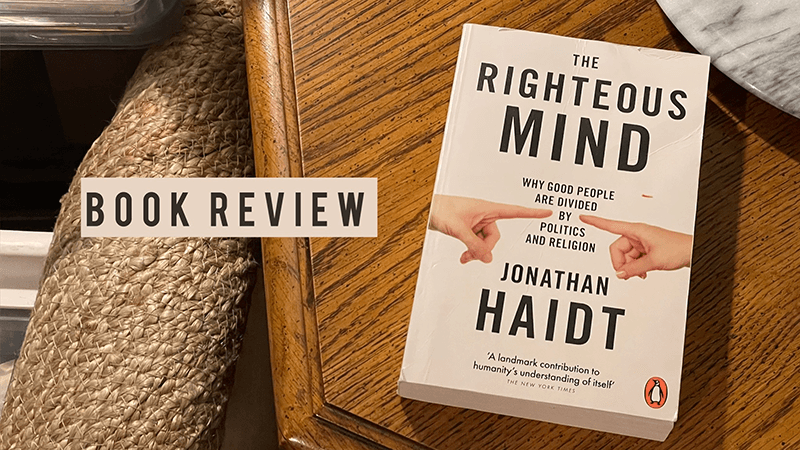 BOOK REVIEW
THE
RIGHTEOUS
MIND
WHY GOOD PEOPLE
ARE DIVIDED
BY
POLITICS
AND RELIGION
JONATHAN
HAIDT
'A landmark contribution to
humanity's understanding of itself'
THE NEW YORK TIMES